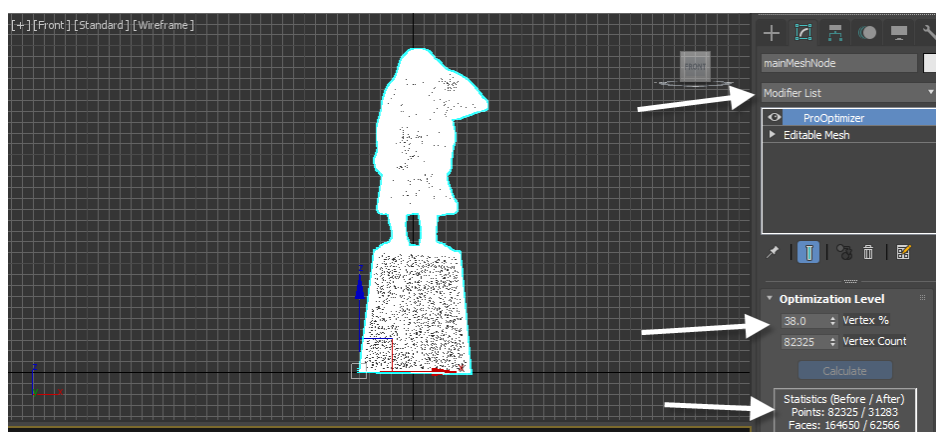 [+] [Front] [Standard] [Wireframe]
FRONT
z
z
mainMeshNode
Modifier List
ProOptimizer
Editable Mesh
Optimization Level
38.0 Vertex %
82325 Vertex Count
Calculate
Statistics (Before / After)
Points: 82325 / 31283
Faces: 164650 / 62566